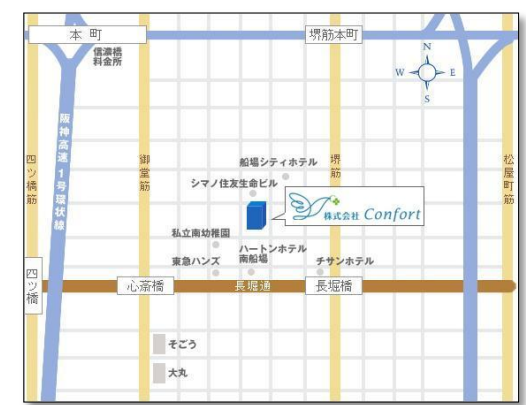 本町
堺筋本町
信濃橋
料金所
N
W
E
S
阪神高速1号環状線
四ツ橋筋
御堂筋
堺筋
松屋町筋
船場シティホテル
シマノ住友生命ビル
株式会社 Confort
私立南幼稚園
ハートンホテル
南船場
東急ハンズ
チサンホテル
四ツ橋
心斎橋
長堀通
長堀橋
そごう
大丸